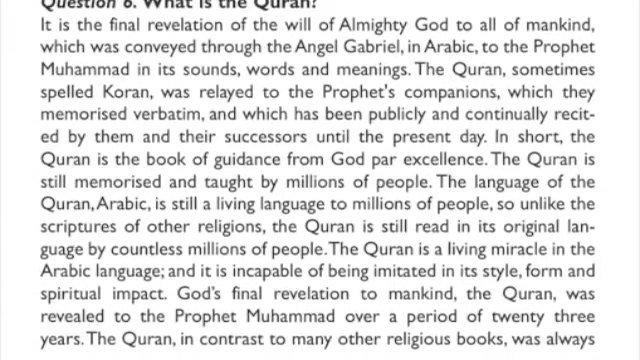 Question 6. What is the Quran?
It is the final revelation of the will of Almighty God to all of mankind,
which was conveyed through the Angel Gabriel, in Arabic, to the Prophet
Muhammad in its sounds, words and meanings. The Quran, sometimes
spelled Koran, was relayed to the Prophet's companions, which they
memorised verbatim, and which has been publicly and continually recit-
ed by them and their successors until the present day. In short, the
Quran is the book of guidance from God par excellence. The Quran is
still memorised and taught by millions of people. The language of the
Quran, Arabic, is still a living language to millions of people, so unlike the
scriptures of other religions, the Quran is still read in its original lan-
guage by countless millions of people. The Quran is a living miracle in the
Arabic language; and it is incapable of being imitated in its style, form and
spiritual impact. God's final revelation to mankind, the Quran, was
revealed to the Prophet Muhammad over a period of twenty three
years. The Quran, in contrast to many other religious books, was always